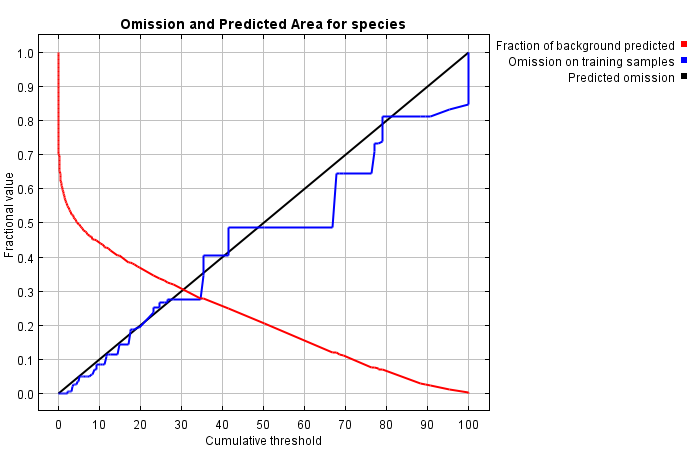 Omission and Predicted Area for species
Fraction of background predicted
Omission on training samples
Predicted omission
Fractional value
1.0
0.9
0.8
0.7
0.6
0.5
0.4
0.3
0.2
0.1
0.0
0 10 20 30 40 50 60 70 80 90 100
Cumulative threshold